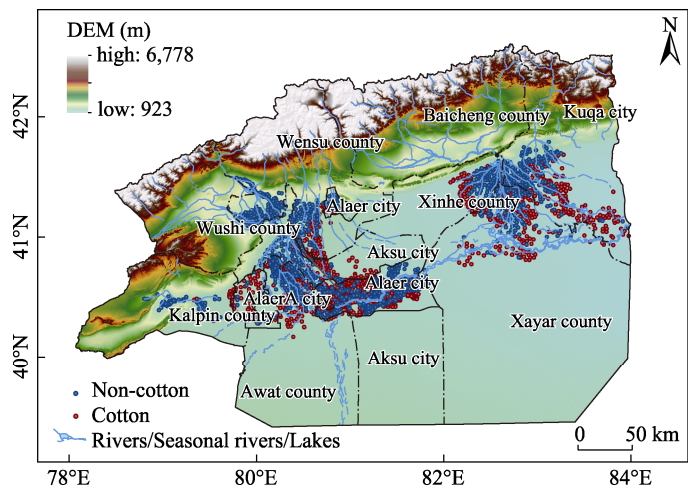 DEM (m)
high: 6,778
low: 923
N
42°N
41°N
40°N
Baicheng county
Kuqa city
Wensu county
Alaer city
Xinhe county
Wushi county
Aksu city
Alaer city
AlaerA city
Kalpin county
Xayar county
Aksu city
Awat county
Non-cotton
Cotton
Rivers/Seasonal rivers/Lakes
0 50 km
78°E 80°E 82°E 84°E